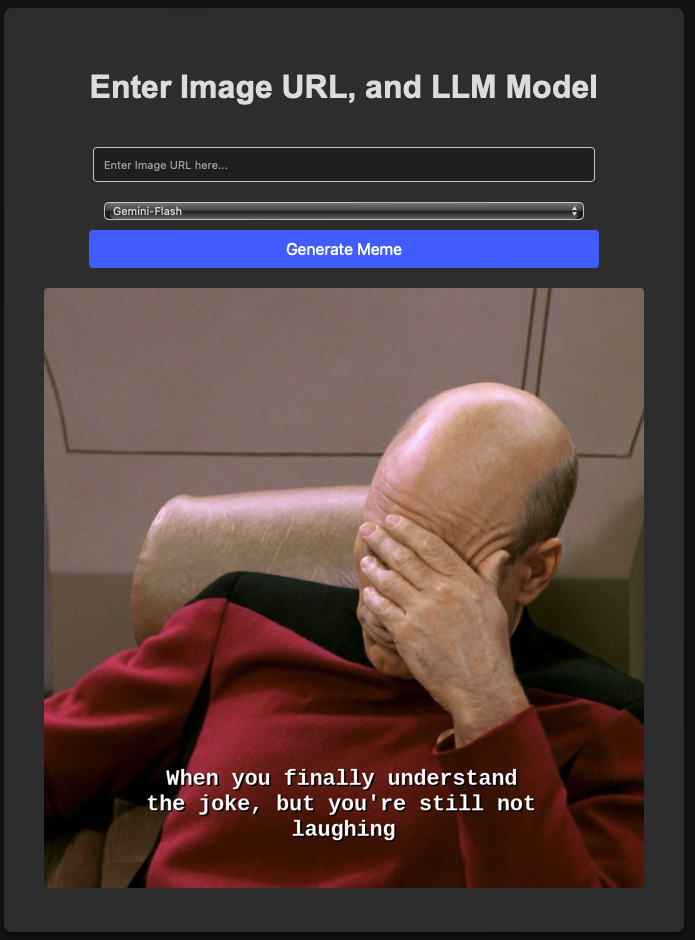 Enter Image URL, and LLM Model
Enter Image URL here...
Gemini-Flash
Generate Meme
When you finally understand
the joke, but you're still not
laughing